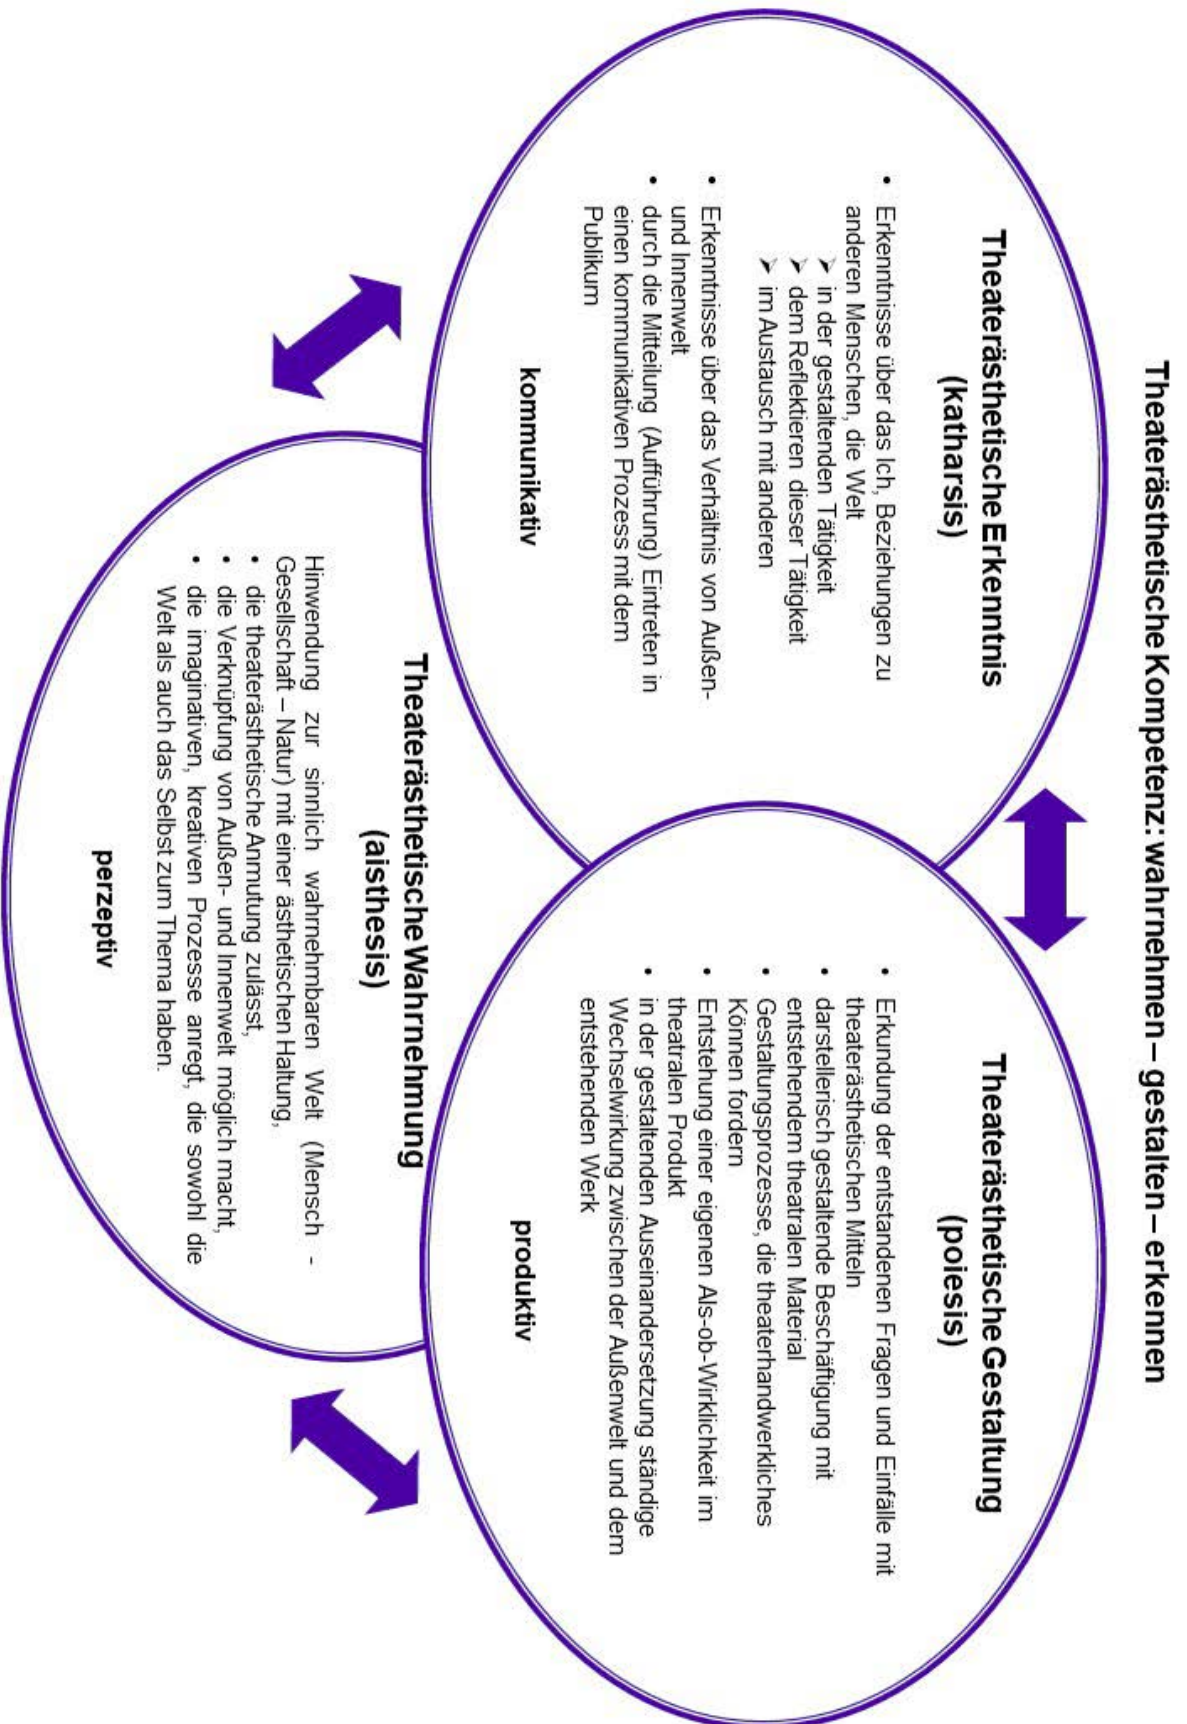 Theaterästhetische Kompetenz: wahrnehmen – gestalten – erkennen
Theaterästhetische Erkenntnis
(katharsis)
• Erkenntnisse über das Ich, Beziehungen zu
anderen Menschen, die Welt
➢ in der gestaltenden Tätigkeit
➢ dem Reflektieren dieser Tätigkeit
➢ im Austausch mit anderen
• Erkenntnisse über das Verhältnis von Außen-
und Innenwelt
• durch die Mitteilung (Aufführung) Eintreten in
einen kommunikativen Prozess mit dem
Publikum
kommunikativ
Theaterästhetische Gestaltung
(poiesis)
• Erkundung der entstandenen Fragen und Einfälle mit
theaterästhetischen Mitteln
• darstellerisch gestaltende Beschäftigung mit
entstehendem theatralen Material
• Gestaltungsprozesse, die theaterhandwerkliches
Können fordern
• Entstehung einer eigenen Als-ob-Wirklichkeit im
theatralen Produkt
• in der gestaltenden Auseinandersetzung ständige
Wechselwirkung zwischen der Außenwelt und dem
entstehenden Werk
produktiv
Theaterästhetische Wahrnehmung
(aisthesis)
Hinwendung zur sinnlich wahrnehmbaren Welt (Mensch -
Gesellschaft – Natur) mit einer ästhetischen Haltung,
• die theaterästhetische Anmutung zulässt,
• die Verknüpfung von Außen- und Innenwelt möglich macht,
• die imaginativen, kreativen Prozesse anregt, die sowohl die
Welt als auch das Selbst zum Thema haben.
perzeptiv